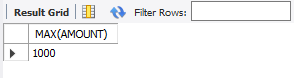 Result Grid Filter Rows:
MAX(AMOUNT)
1000